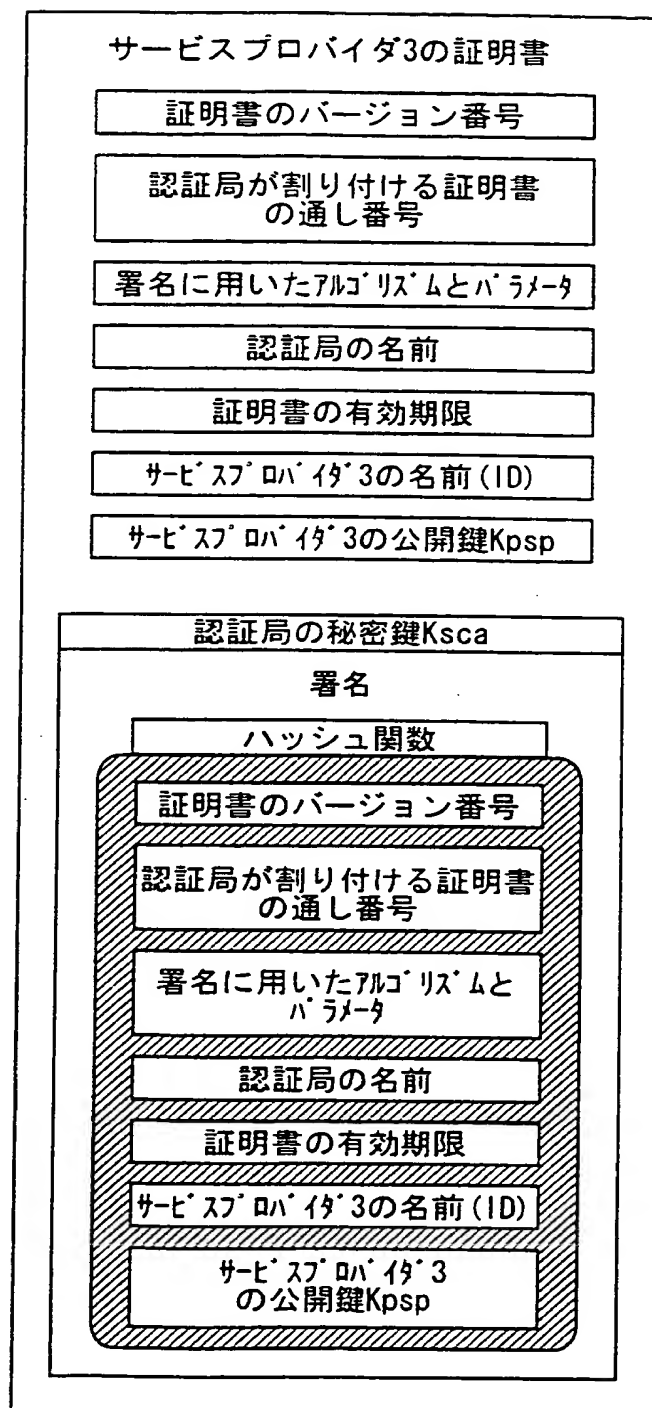 サービスプロバイダ3の証明書
証明書のバージョン番号
認証局が割り付ける証明書
の通し番号
署名に用いたｱﾙｺﾞﾘｽﾞﾑとﾊﾟﾗﾒｰﾀ
認証局の名前
証明書の有効期限
ｻｰﾋﾞｽﾌﾟﾛﾊﾞｲﾀﾞ3の名前(ID)
ｻｰﾋﾞｽﾌﾟﾛﾊﾞｲﾀﾞ3の公開鍵Kpsp
認証局の秘密鍵Ksca
署名
ハッシュ関数
証明書のバージョン番号
認証局が割り付ける証明書
の通し番号
署名に用いたｱﾙｺﾞﾘｽﾞﾑと
ﾊﾟﾗﾒｰﾀ
認証局の名前
証明書の有効期限
ｻｰﾋﾞｽﾌﾟﾛﾊﾞｲﾀﾞ3の名前(ID)
ｻｰﾋﾞｽﾌﾟﾛﾊﾞｲﾀﾞ3
の公開鍵Kpsp